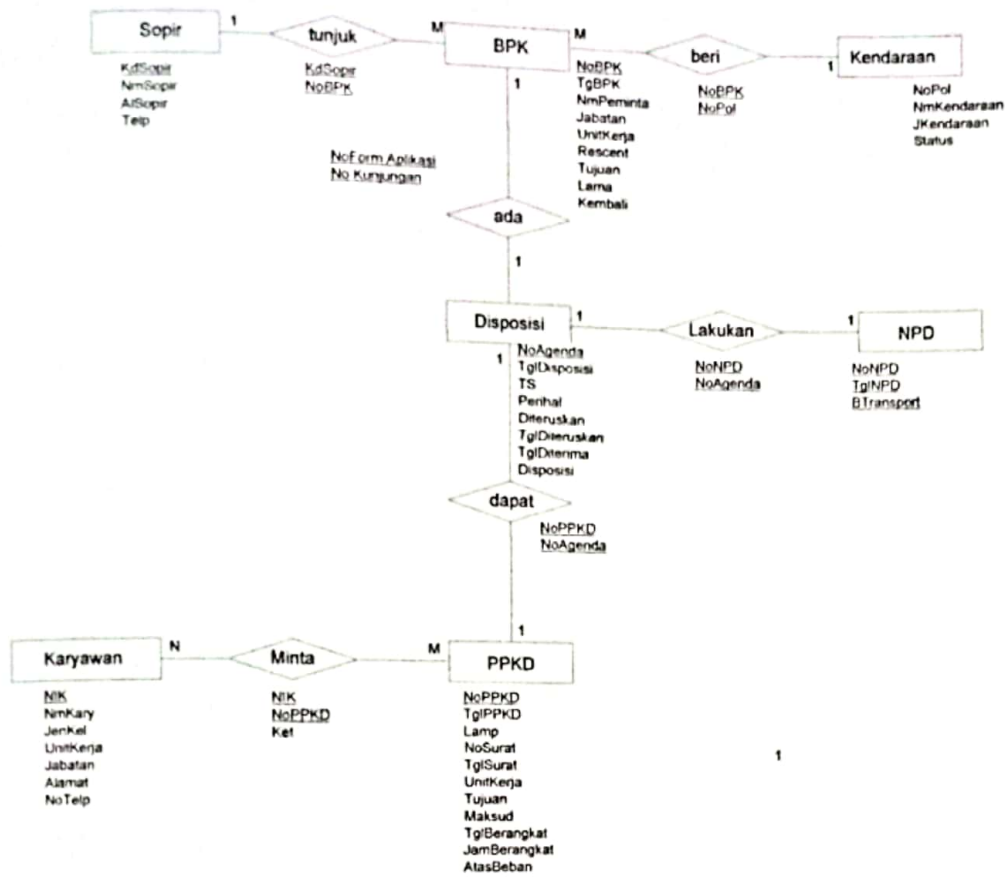 Sopir
1
tunjuk
M
BPK
M
beri
1
Kendaraan
KdSopir
NmSopir
AlSopir
Telp
KdSopir
NoBPK
1
NoBPK
TgBPK
NmPeminta
Jabatan
UnitKerja
Rescent
Tujuan
Lama
Kembali
NoBPK
NoPol
NoPol
NmKendaraan
JKendaraan
Status
NoForm Aplikasi
No Kunjungan
ada
1
Disposisi
1
Lakukan
1
NPD
1
NoAgenda
TglDisposisi
TS
Perihal
Diteruskan
TglDiteruskan
TglDiterima
Disposisi
NoNPD
NoAgenda
NoNPD
TglNPD
BTransport
dapat
NoPPKD
NoAgenda
1
Karyawan
N
Minta
M
PPKD
NIK
NmKary
JenKel
UnitKerja
Jabatan
Alamat
NoTelp
NIK
NoPPKD
Ket
NoPPKD
TglPPKD
Lamp
NoSurat
TglSurat
UnitKerja
Tujuan
Maksud
TglBerangkat
JamBerangkat
AtasBeban
1